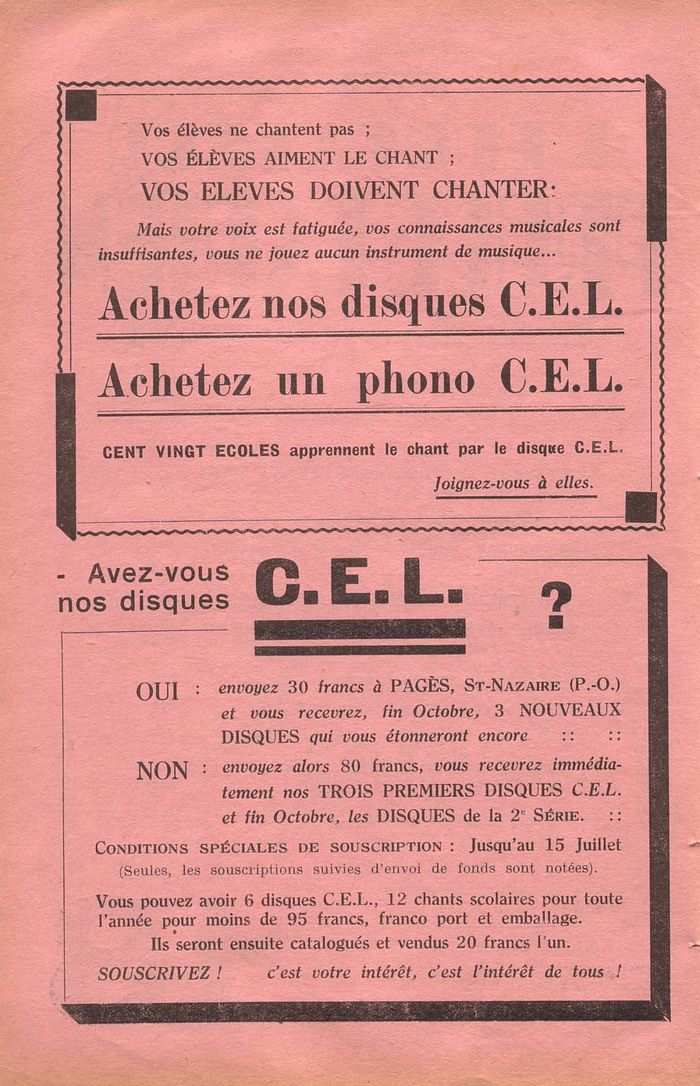 Vos élèves ne chantent pas ;
VOS ÉLÈVES AIMENT LE CHANT ;
VOS ELEVES DOIVENT CHANTER:
Mais votre voix est fatiguée, vos connaissances musicales sont
insuffisantes, vous ne jouez aucun instrument de musique...
Achetez nos disques C.E.L.
Achetez un phono C.E.L.
CENT VINGT ECOLES apprennent le chant par le disque C.E.L.
Joignez-vous à elles.
- Avez-vous
nos disques
C.E.L.
?
OUI : envoyez 30 francs à PAGÈS, ST-NAZAIRE (P.-O.)
et vous recevrez, fin Octobre, 3 NOUVEAUX
DISQUES qui vous étonneront encore :: ::
NON : envoyez alors 80 francs, vous recevrez immédia-
tement nos TROIS PREMIERS DISQUES C.E.L.
et fin Octobre, les DISQUES de la 2e SÉRIE. ::
CONDITIONS SPÉCIALES DE SOUSCRIPTION : Jusqu'au 15 Juillet
(Seules, les souscriptions suivies d'envoi de fonds sont notées).
Vous pouvez avoir 6 disques C.E.L., 12 chants scolaires pour toute
l'année pour moins de 95 francs, franco port et emballage.
Ils seront ensuite catalogués et vendus 20 francs l'un.
SOUSCRIVEZ ! c'est votre intérêt, c'est l'intérêt de tous !